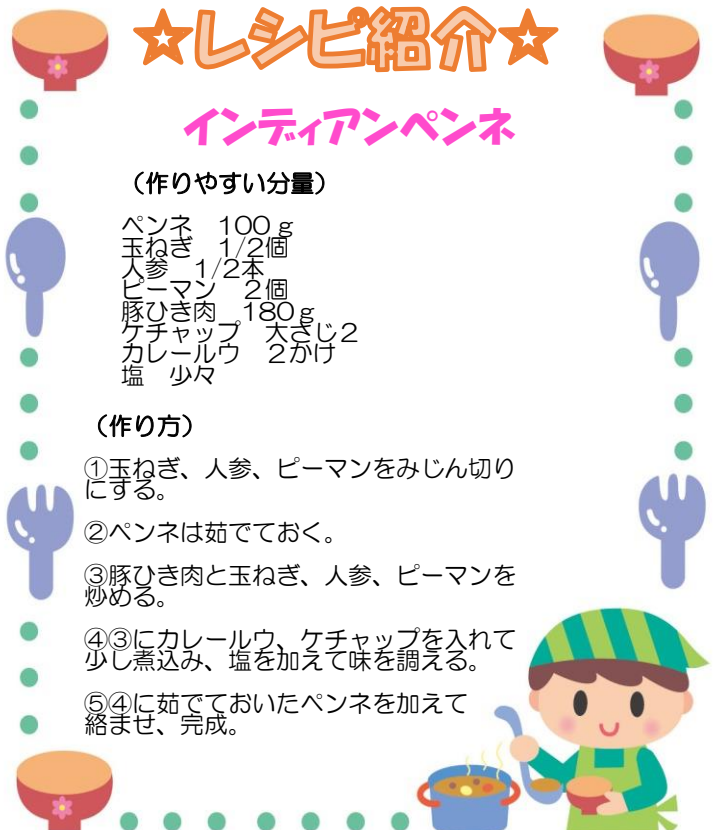 ☆レシピ紹介☆
インディアンペンネ
（作りやすい分量）
ペンネ　100ｇ
玉ねぎ　1/2個
人参　1/2本
ピーマン　２個
豚ひき肉　180ｇ
ケチャップ　大さじ２
カレールウ　２かけ
塩　少々
（作り方）
①玉ねぎ、人参、ピーマンをみじん切り
にする。
②ペンネは茹でておく。
③豚ひき肉と玉ねぎ、人参、ピーマンを
炒める。
④③にカレールウ、ケチャップを入れて
少し煮込み、塩を加えて味を調える。
⑤④に茹でておいたペンネを加えて
絡ませ、完成。